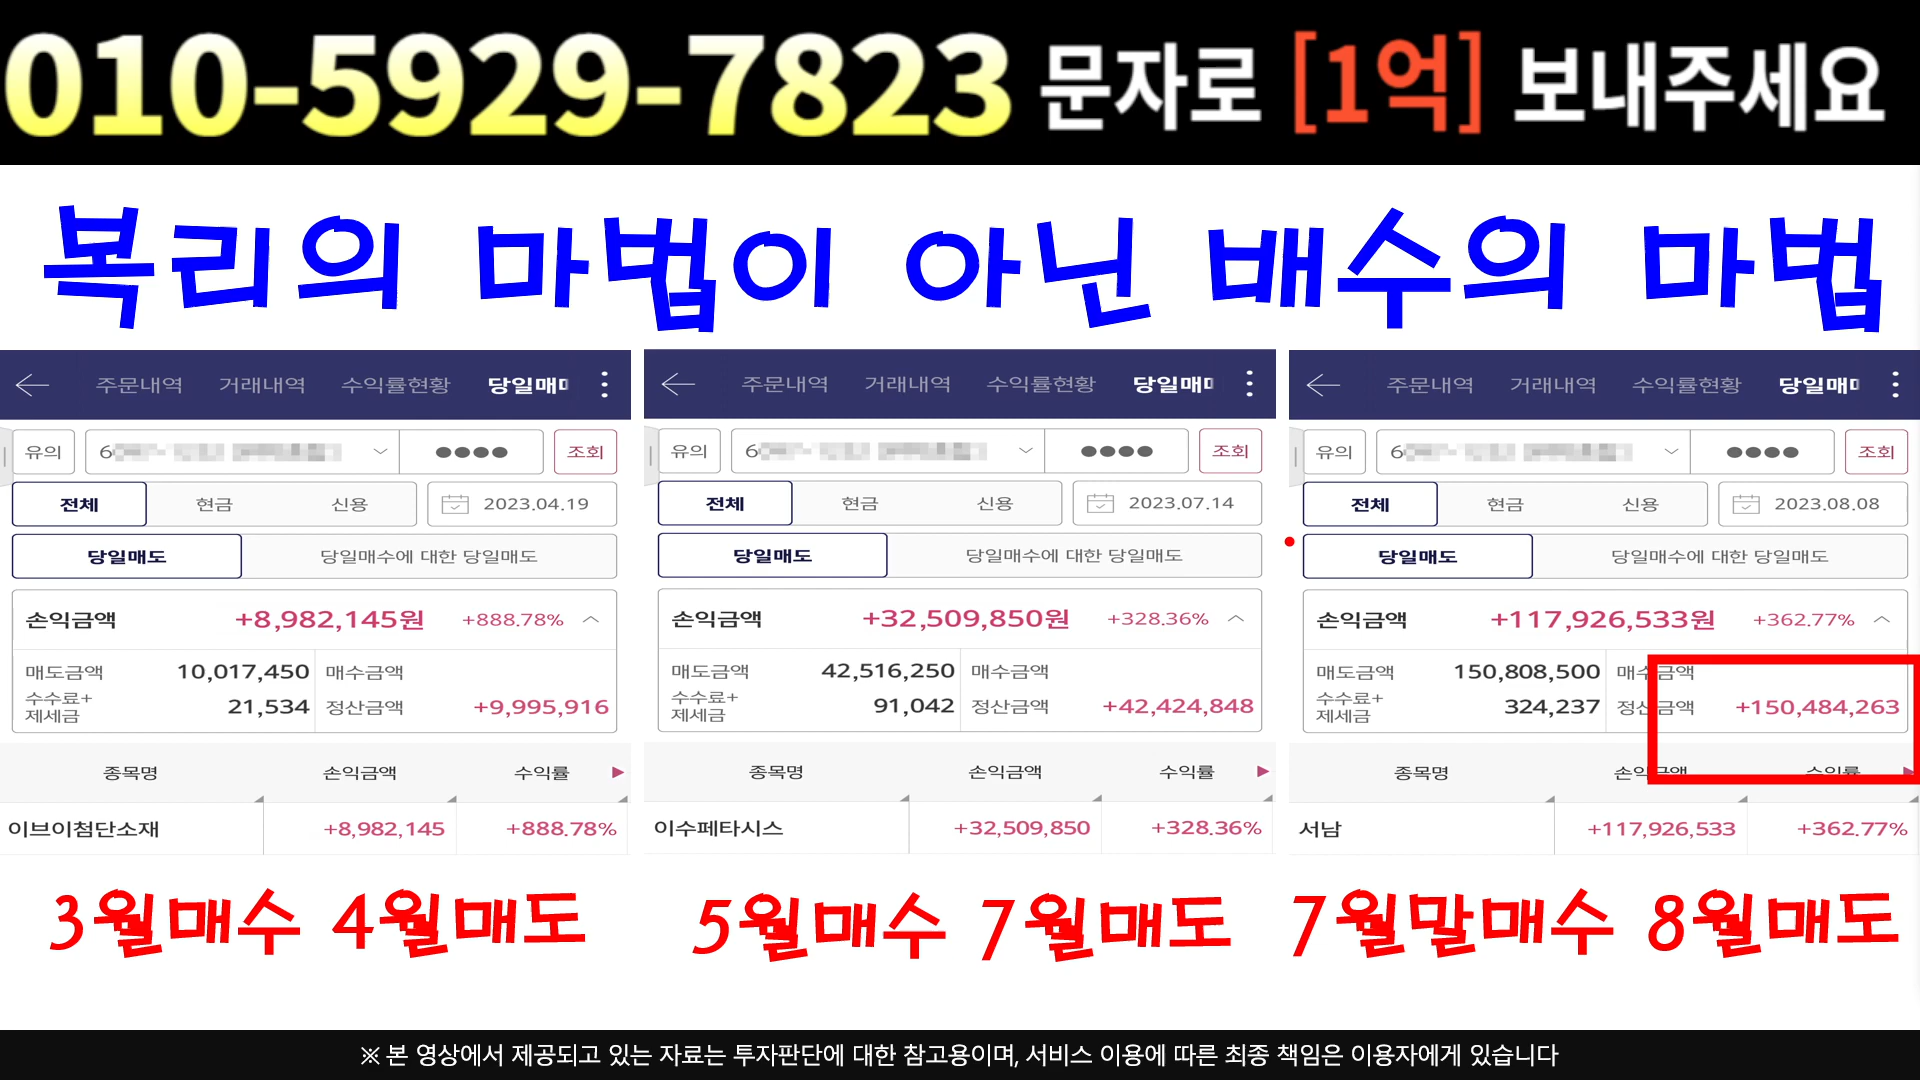 010-5929-7823 문자로 [1억] 보내주세요
복리의 마법이 아닌 배수의 마법
주문내역 거래내역 수익률현황 당일매
유의 6 ●●●● 조회
전체 현금 신용 2023.04.19
당일매도 당일매수에 대한 당일매도
손익금액 +8,982,145원 +888.78%
매도금액 10,017,450 매수금액
수수료+
제세금 21,534 정산금액 +9,995,916
종목명 손익금액 수익률
이브이첨단소재 +8,982,145 +888.78%
3월매수 4월매도
주문내역 거래내역 수익률현황 당일매
유의 6 ●●●● 조회
전체 현금 신용 2023.07.14
당일매도 당일매수에 대한 당일매도
손익금액 +32,509,850원 +328.36%
매도금액 42,516,250 매수금액
수수료+
제세금 91,042 정산금액 +42,424,848
종목명 손익금액 수익률
이수페타시스 +32,509,850 +328.36%
5월매수 7월매도
주문내역 거래내역 수익률현황 당일매
유의 6 ●●●● 조회
전체 현금 신용 2023.08.08
당일매도 당일매수에 대한 당일매도
손익금액 +117,926,533원 +362.77%
매도금액 150,808,500 매수금액
수수료+
제세금 324,237 정산금액 +150,484,263
종목명 손익금액 수익률
서남 +117,926,533 +362.77%
7월말매수 8월매도
※ 본 영상에서 제공되고 있는 자료는 투자판단에 대한 참고용이며, 서비스 이용에 따른 최종 책임은 이용자에게 있습니다